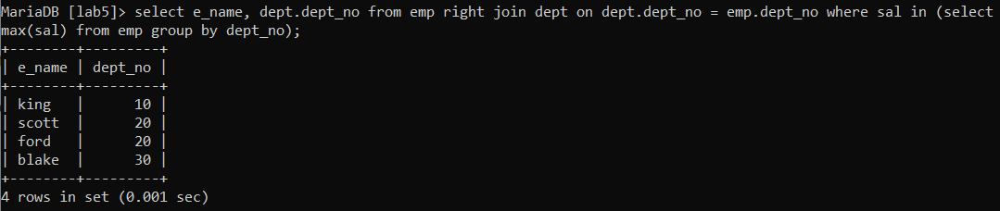 MariaDB [lab5]> select e_name, dept.dept_no from emp right join dept on dept.dept_no = emp.dept_no where sal in (select
max(sal) from emp group by dept_no);
+--------+---------+
| e_name | dept_no |
+--------+---------+
| king   |      10 |
| scott  |      20 |
| ford   |      20 |
| blake  |      30 |
+--------+---------+
4 rows in set (0.001 sec)